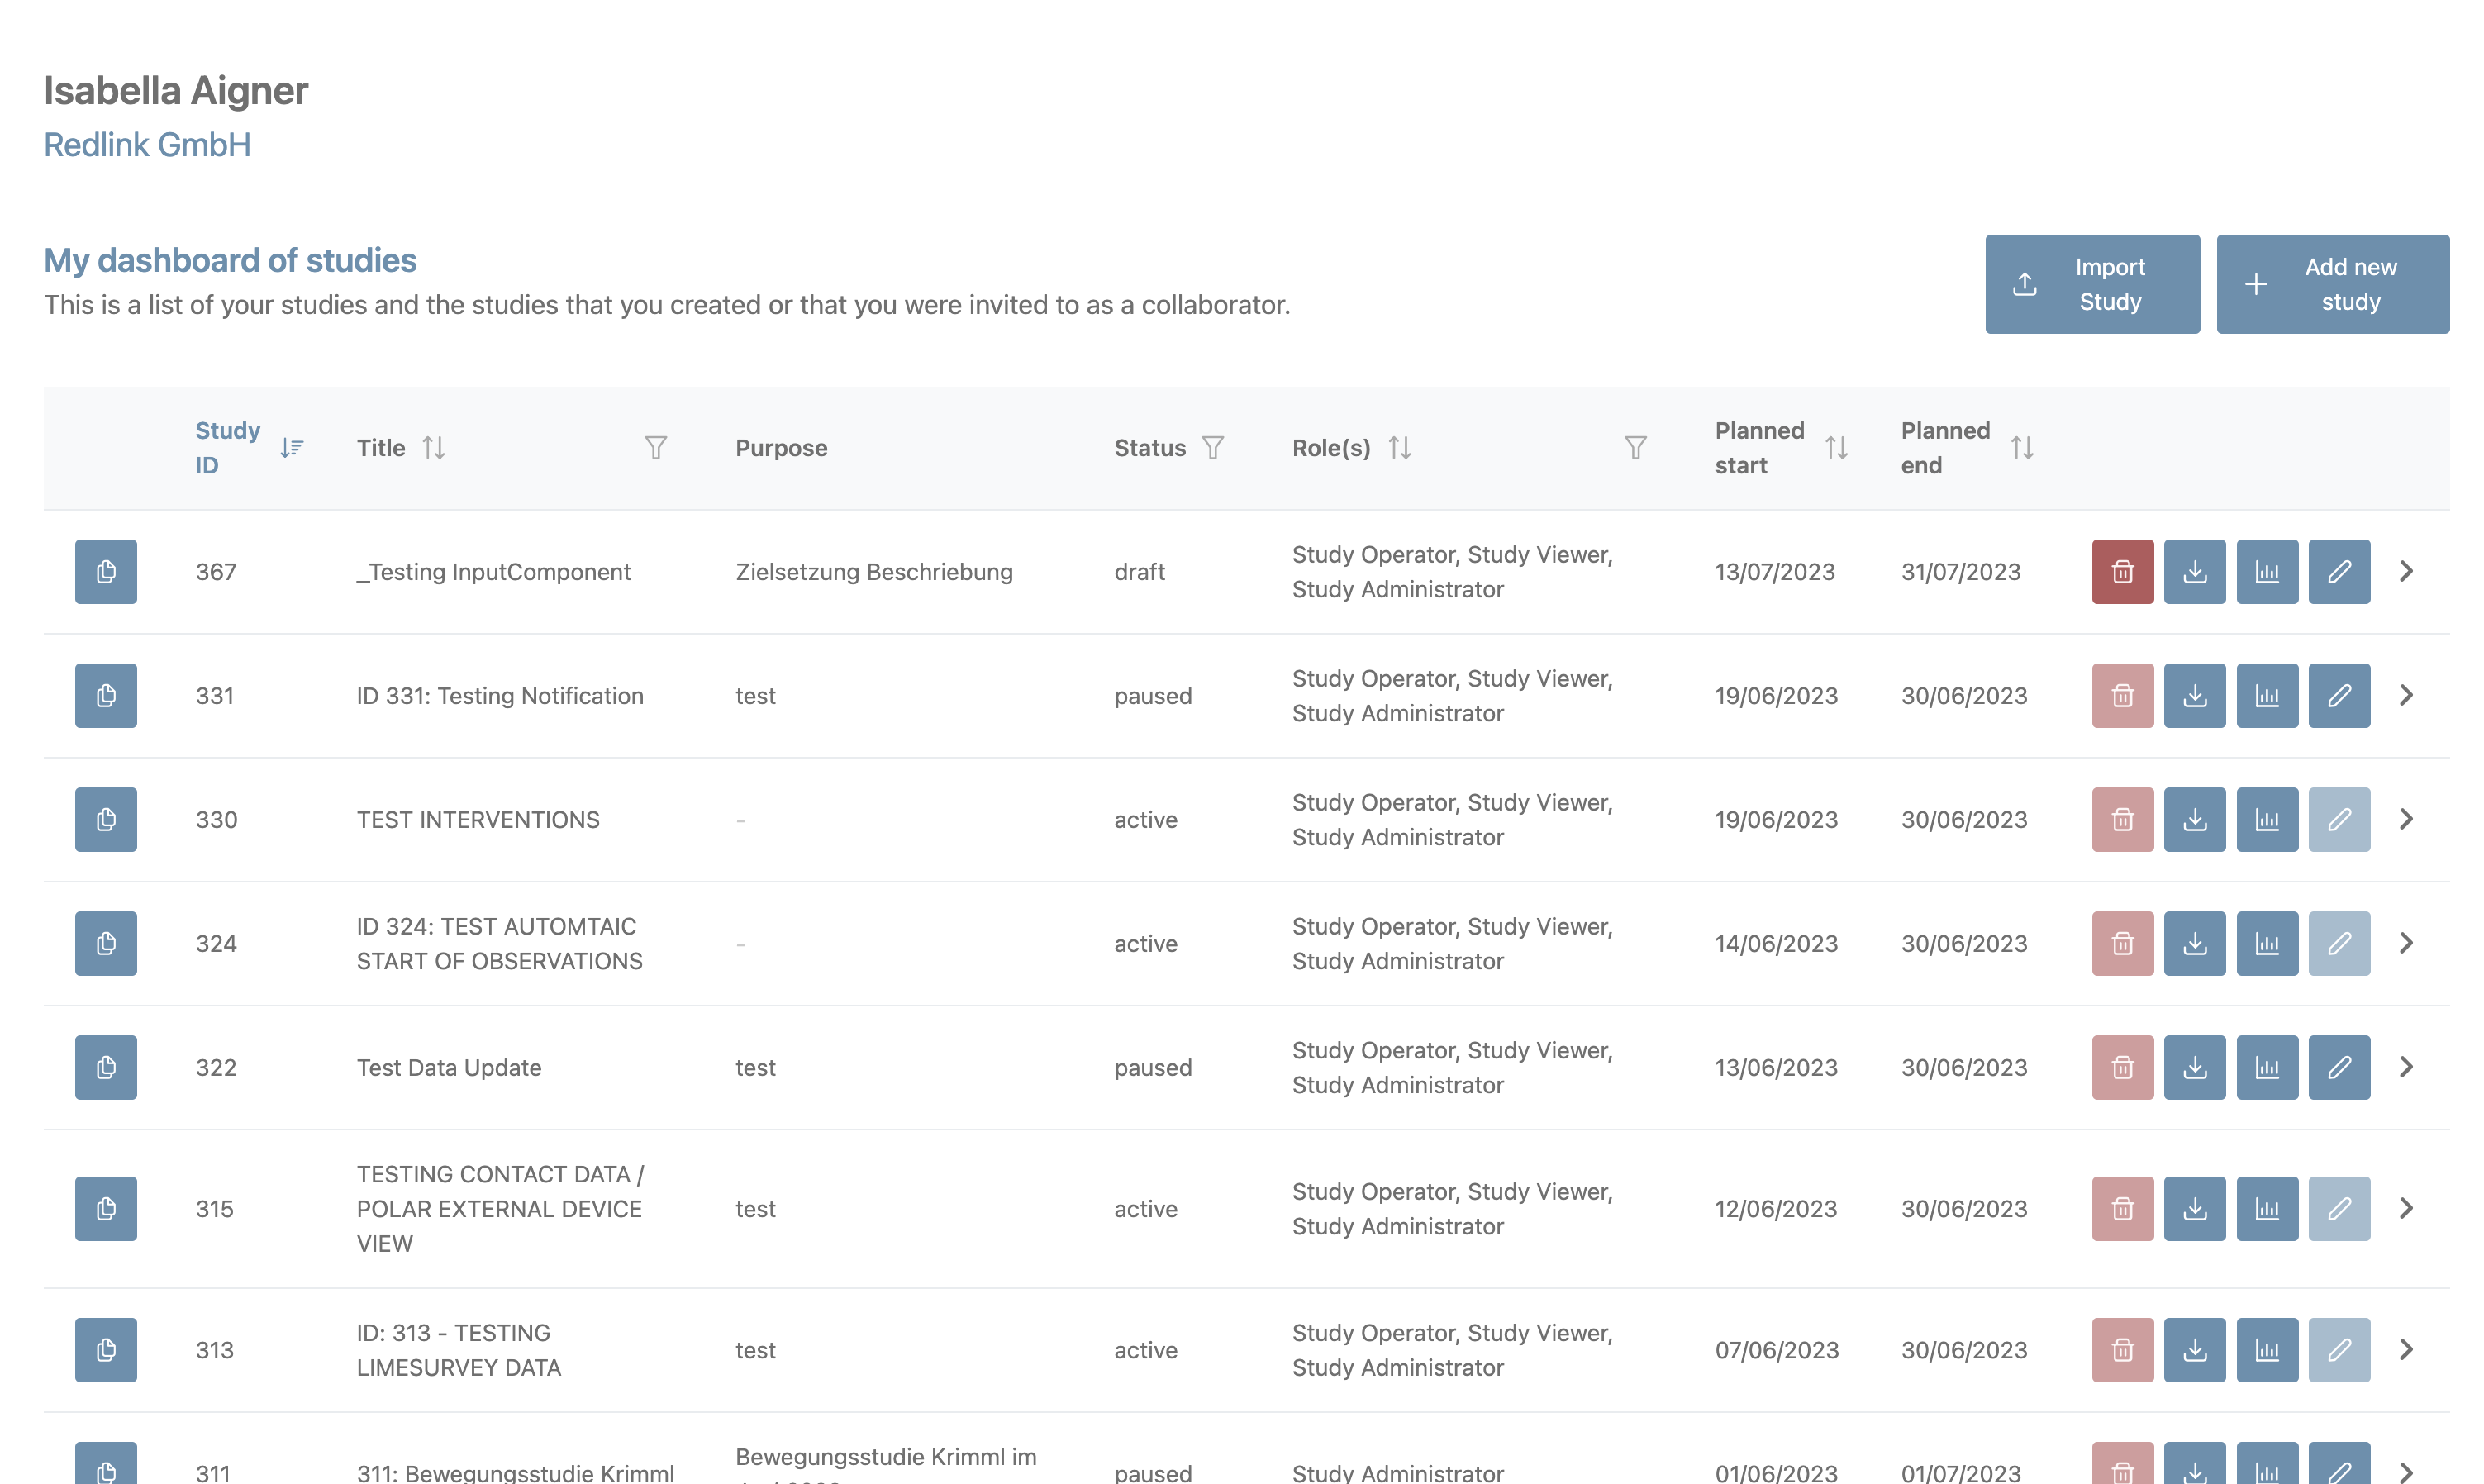 Isabella Aigner
Redlink GmbH
My dashboard of studies
This is a list of your studies and the studies that you created or that you were invited to as a collaborator.
Import
Study
Add new
study
Study
ID
Title
Purpose
Status
Role(s)
Planned
start
Planned
end
367
_Testing InputComponent
Zielsetzung Beschriebung
draft
Study Operator, Study Viewer,
Study Administrator
13/07/2023
31/07/2023
331
ID 331: Testing Notification
test
paused
Study Operator, Study Viewer,
Study Administrator
19/06/2023
30/06/2023
330
TEST INTERVENTIONS
-
active
Study Operator, Study Viewer,
Study Administrator
19/06/2023
30/06/2023
324
ID 324: TEST AUTOMTAIC
START OF OBSERVATIONS
-
active
Study Operator, Study Viewer,
Study Administrator
14/06/2023
30/06/2023
322
Test Data Update
test
paused
Study Operator, Study Viewer,
Study Administrator
13/06/2023
30/06/2023
315
TESTING CONTACT DATA /
POLAR EXTERNAL DEVICE
VIEW
test
active
Study Operator, Study Viewer,
Study Administrator
12/06/2023
30/06/2023
313
ID: 313 - TESTING
LIMESURVEY DATA
test
active
Study Operator, Study Viewer,
Study Administrator
07/06/2023
30/06/2023
311
311: Bewegungsstudie Krimml
Bewegungsstudie Krimml im
paused
Study Administrator
01/06/2023
01/07/2023